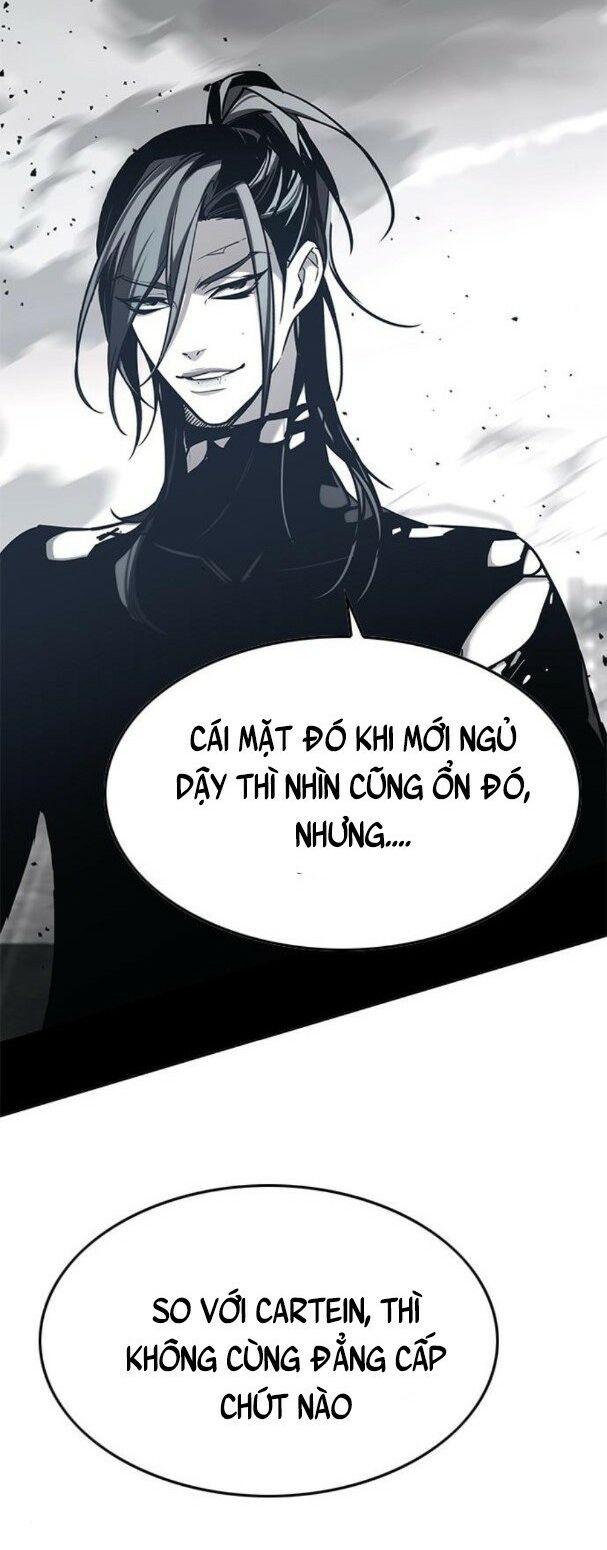 CÁI MẶT ĐÓ KHI MỚI NGỦ
DẬY THÌ NHÌN CŨNG ỔN ĐÓ,
NHƯNG....
SO VỚI CARTEIN, THÌ
KHÔNG CÙNG ĐẲNG CẤP
CHÚT NÀO